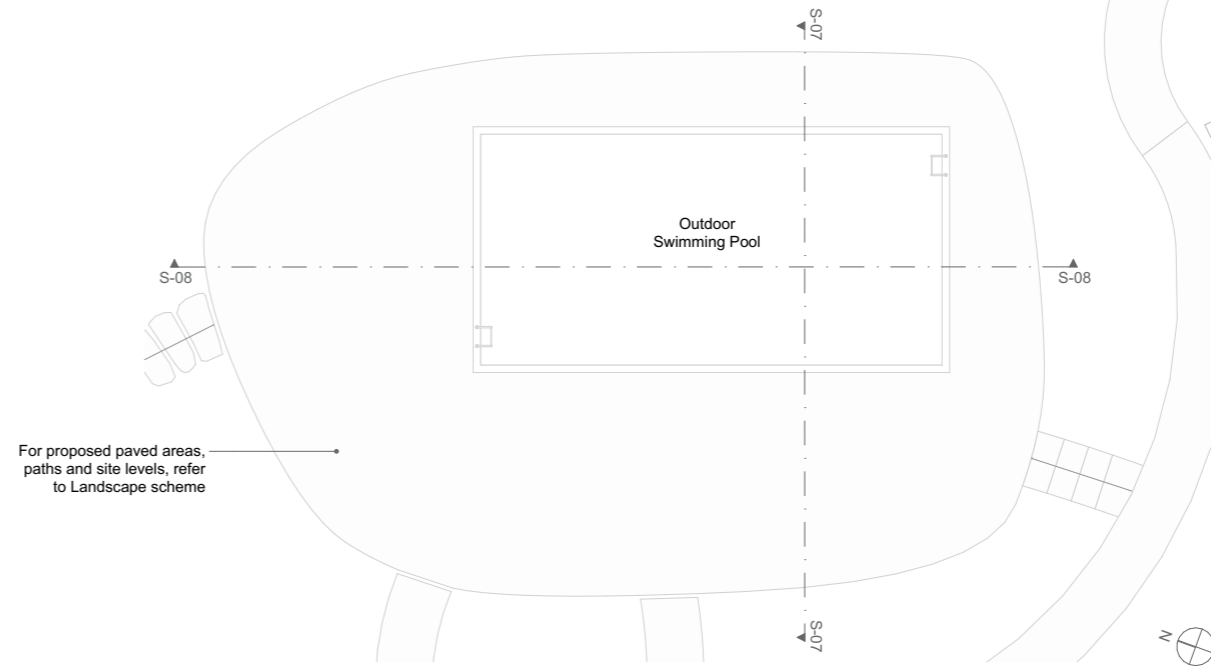 S-07
Outdoor
Swimming Pool
S-08
S-08
For proposed paved areas,
paths and site levels, refer
to Landscape scheme
S-07
N